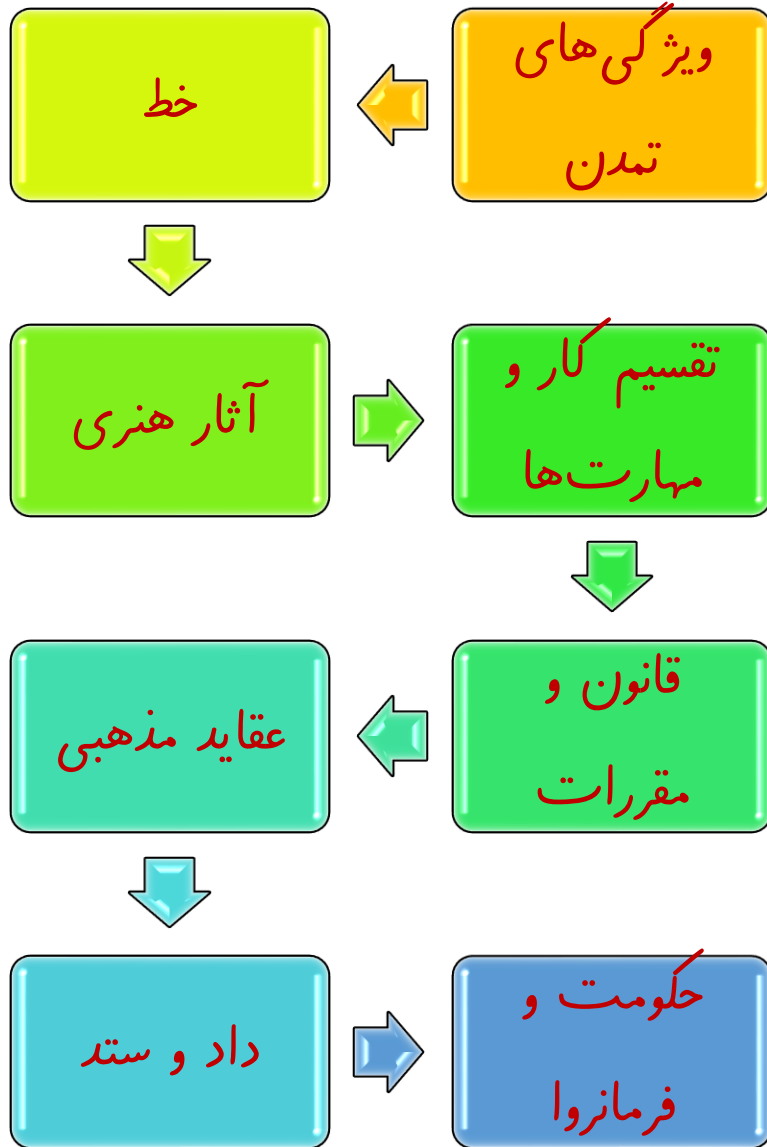 ویژگی‌های
تمدن
خط
آثار هنری
تقسیم کار و
مهارت‌ها
قانون و
مقررات
عقاید مذهبی
داد و ستد
حکومت و
فرمانروا